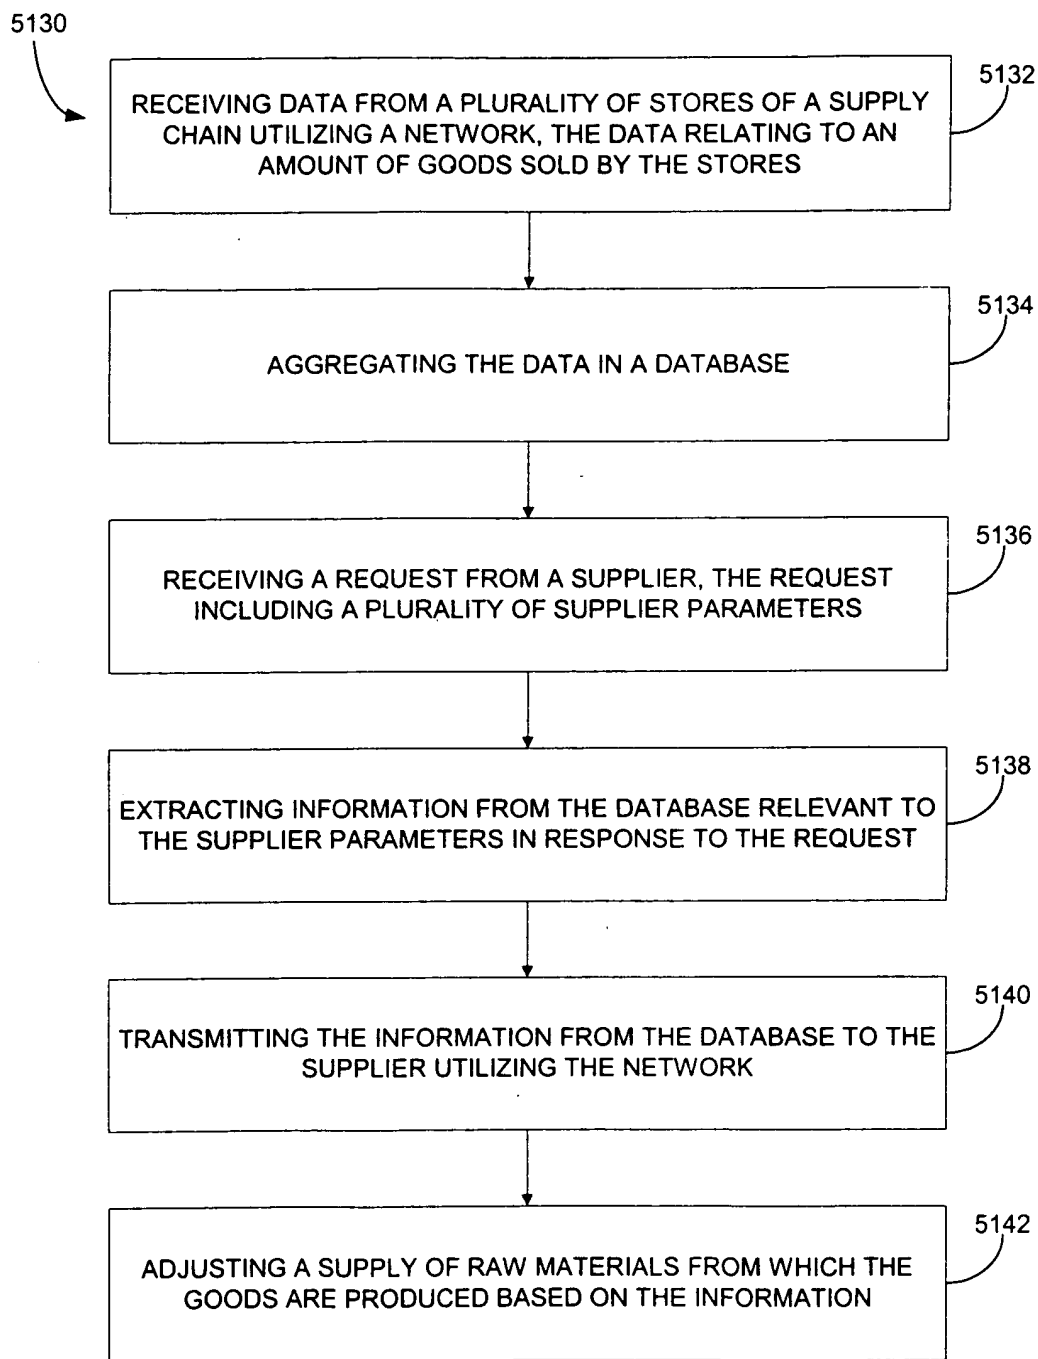 5130
5132
RECEIVING DATA FROM A PLURALITY OF STORES OF A SUPPLY
CHAIN UTILIZING A NETWORK, THE DATA RELATING TO AN
AMOUNT OF GOODS SOLD BY THE STORES
5134
AGGREGATING THE DATA IN A DATABASE
5136
RECEIVING A REQUEST FROM A SUPPLIER, THE REQUEST
INCLUDING A PLURALITY OF SUPPLIER PARAMETERS
5138
EXTRACTING INFORMATION FROM THE DATABASE RELEVANT TO
THE SUPPLIER PARAMETERS IN RESPONSE TO THE REQUEST
5140
TRANSMITTING THE INFORMATION FROM THE DATABASE TO THE
SUPPLIER UTILIZING THE NETWORK
5142
ADJUSTING A SUPPLY OF RAW MATERIALS FROM WHICH THE
GOODS ARE PRODUCED BASED ON THE INFORMATION